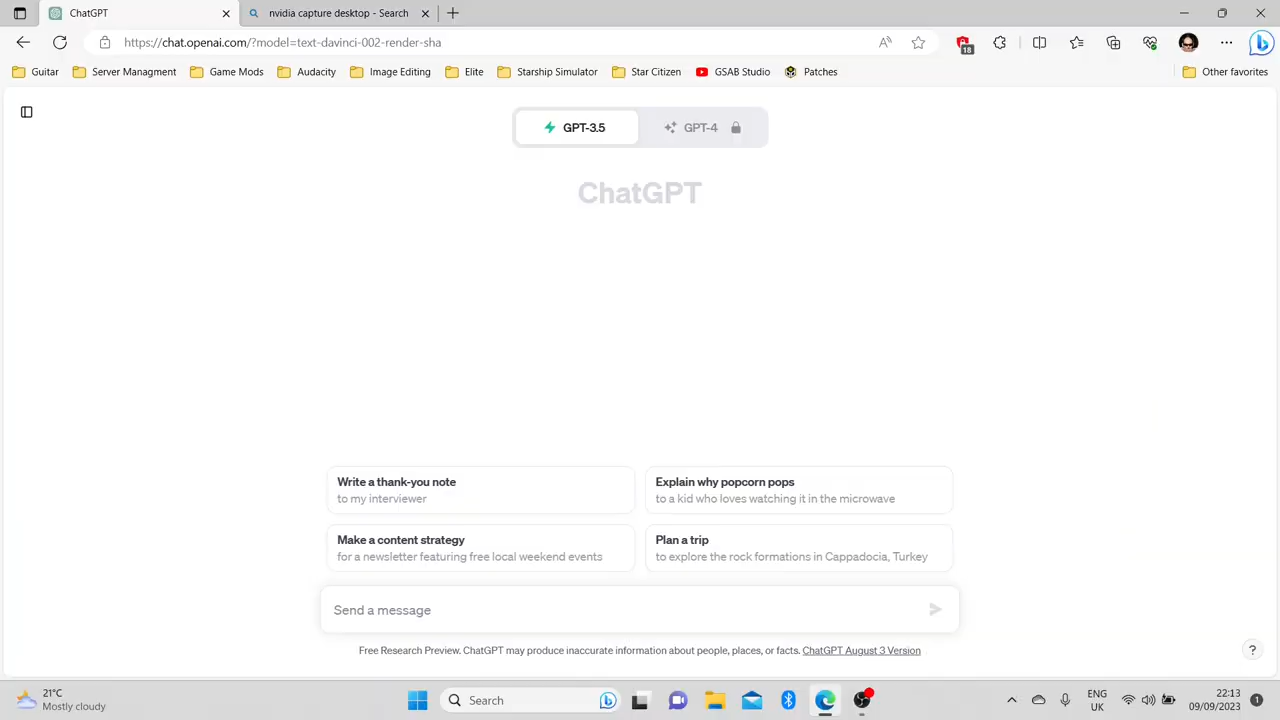 ChatGPT
nvidia capture desktop - Search
https://chat.openai.com/?model=text-davinci-002-render-sha
18
Guitar
Server Managment
Game Mods
Audacity
Image Editing
Elite
Starship Simulator
Star Citizen
GSAB Studio
Patches
Other favorites
GPT-3.5
GPT-4
ChatGPT
Write a thank-you note
to my interviewer
Explain why popcorn pops
to a kid who loves watching it in the microwave
Make a content strategy
for a newsletter featuring free local weekend events
Plan a trip
to explore the rock formations in Cappadocia, Turkey
Send a message
Free Research Preview. ChatGPT may produce inaccurate information about people, places, or facts. ChatGPT August 3 Version
?
21°C
Mostly cloudy
Search
ENG
UK
22:13
09/09/2023
1